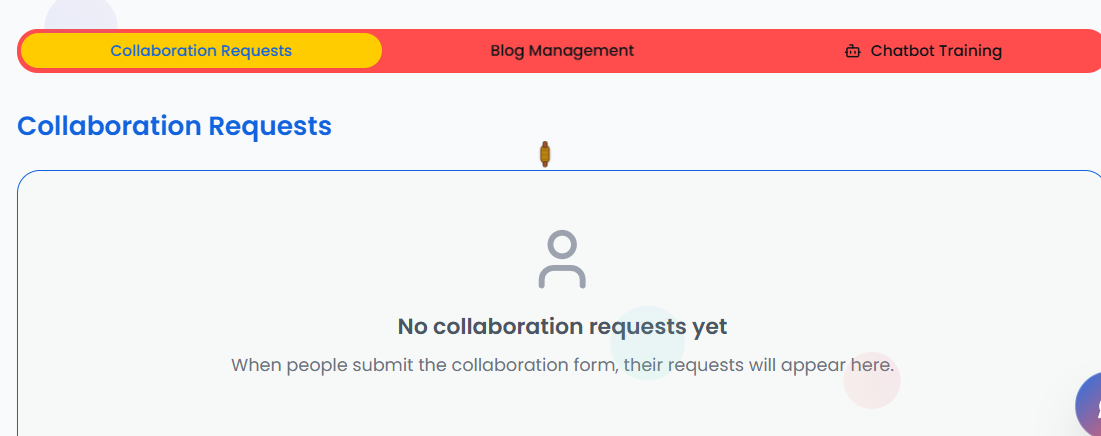 Collaboration Requests
Blog Management
Chatbot Training
Collaboration Requests
No collaboration requests yet
When people submit the collaboration form, their requests will appear here.